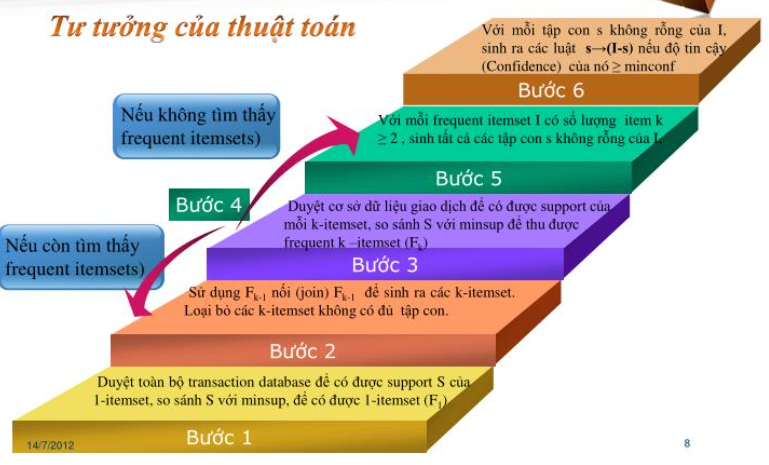 Tư tưởng của thuật toán
Với mỗi tập con s không rỗng của I,
sinh ra các luật s→(I-s) nếu độ tin cậy
(Confidence) của nó ≥ minconf
Bước 6
Nếu không tìm thấy
frequent itemsets)
Với mỗi frequent itemset I có số lượng item k
≥ 2 , sinh tất cả các tập con s không rỗng của I.
Bước 5
Bước 4
Duyệt cơ sở dữ liệu giao dịch để có được support của
mỗi k-itemset, so sánh S với minsup để thu được
frequent k –itemset (Fk)
Bước 3
Nếu còn tìm thấy
frequent itemsets)
Sử dụng Fk-1 nối (join) Fk-1 để sinh ra các k-itemset.
Loại bỏ các k-itemset không có đủ tập con.
Bước 2
Duyệt toàn bộ transaction database để có được support S của
1-itemset, so sánh S với minsup, để có được 1-itemset (F1)
Bước 1
14/7/2012
8